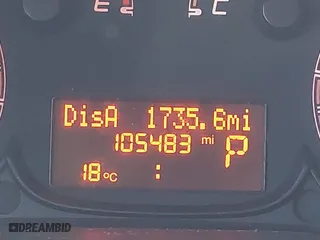 E C
DisA 1735.6mi
105483 mi P
18°C :
DREAMBID